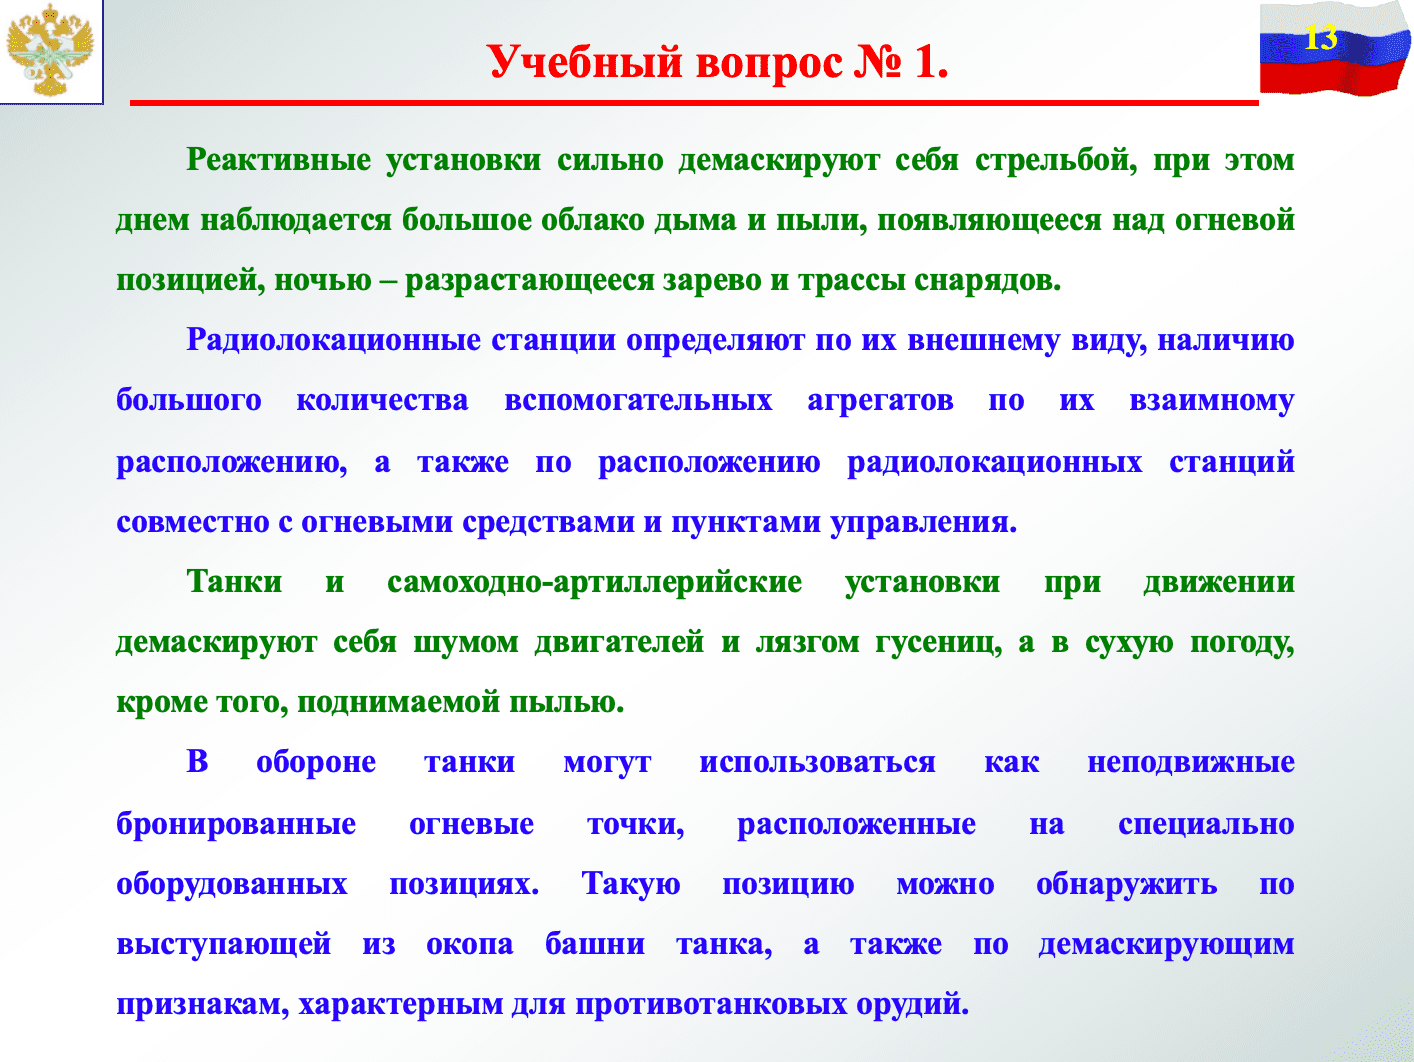 13
Учебный вопрос № 1.
Реактивные установки сильно демаскируют себя стрельбой, при этом
днем наблюдается большое облако дыма и пыли, появляющееся над огневой
позицией, ночью – разрастающееся зарево и трассы снарядов.
Радиолокационные станции определяют по их внешнему виду, наличию
большого количества вспомогательных агрегатов по их взаимному
расположению, а также по расположению радиолокационных станций
совместно с огневыми средствами и пунктами управления.
Танки и самоходно-артиллерийские установки при движении
демаскируют себя шумом двигателей и лязгом гусениц, а в сухую погоду,
кроме того, поднимаемой пылью.
В обороне танки могут использоваться как неподвижные
бронированные огневые точки, расположенные на специально
оборудованных позициях. Такую позицию можно обнаружить по
выступающей из окопа башни танка, а также по демаскирующим
признакам, характерным для противотанковых орудий.